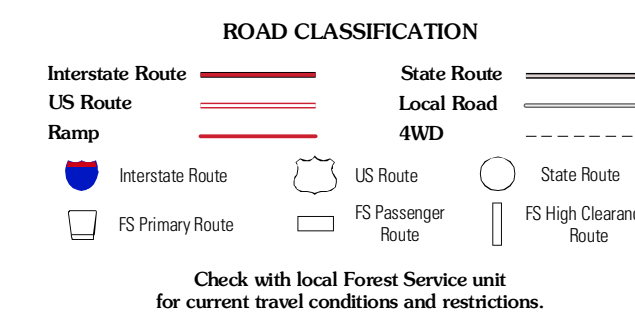 ROAD CLASSIFICATION
Interstate Route
State Route
US Route
Local Road
Ramp
4WD
Interstate Route
US Route
State Route
FS Primary Route
FS Passenger
Route
FS High Clearanc
Route
Check with local Forest Service unit
for current travel conditions and restrictions.